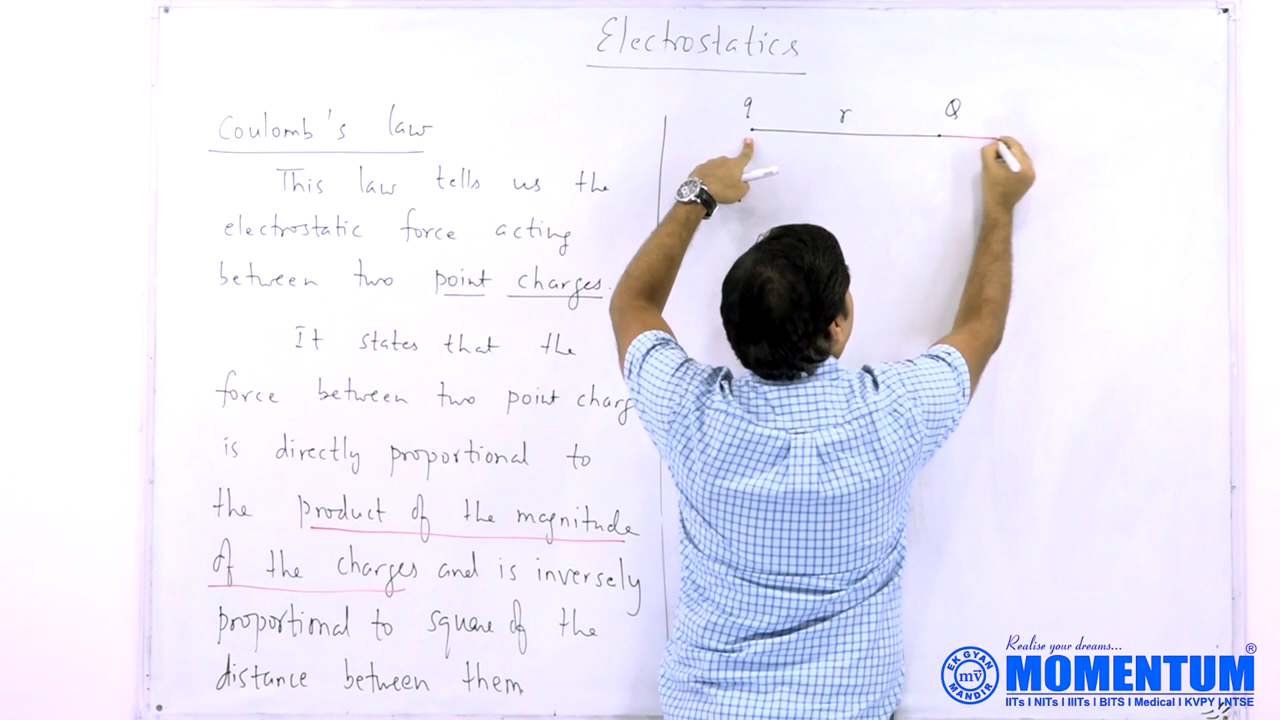 Electrostatics
Coulomb's law
This law tells us the
electrostatic force acting
between two point charges.
It states that the
force between two point charg
is directly proportional to
the product of the magnitude
of the charges and is inversely
proportional to square of the
distance between them
q r Q
Realise your dreams...
EK GYAN MANDIR
mv
MOMENTUM®
IITs I NITs I IIITs I BITS I Medical I KVPY I NTSE